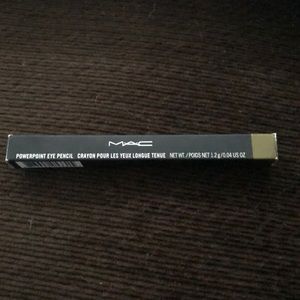 MAC
POWERPOINT EYE PENCIL CRAYON POUR LES YEUX LONGUE TENUE NET WT./POIDS NET 1.2 g/0.04 US OZ